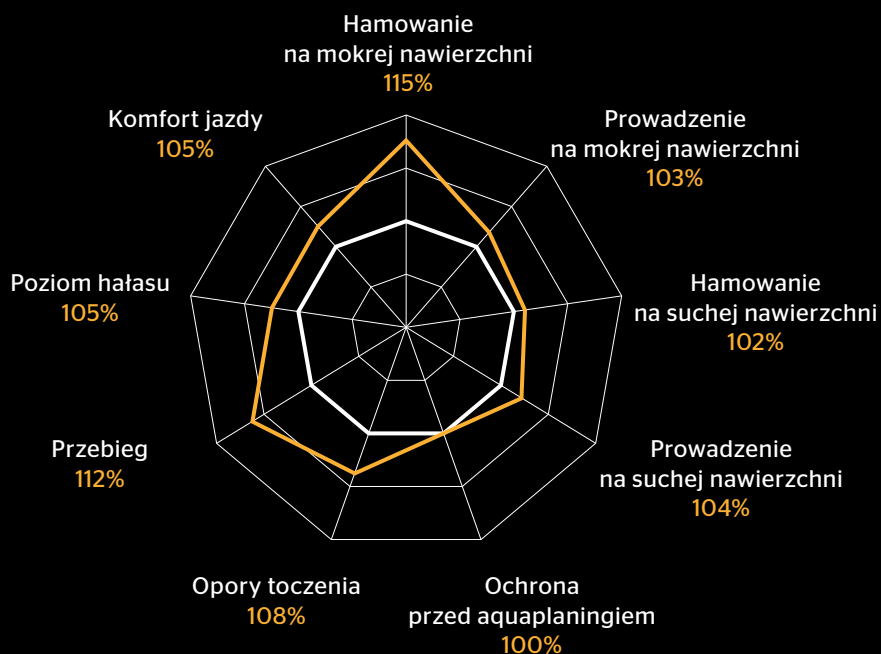 Hamowanie
na mokrej nawierzchni
115%
Prowadzenie
na mokrej nawierzchni
103%
Hamowanie
na suchej nawierzchni
102%
Prowadzenie
na suchej nawierzchni
104%
Ochrona
przed aquaplaningiem
100%
Opory toczenia
108%
Przebieg
112%
Poziom hałasu
105%
Komfort jazdy
105%